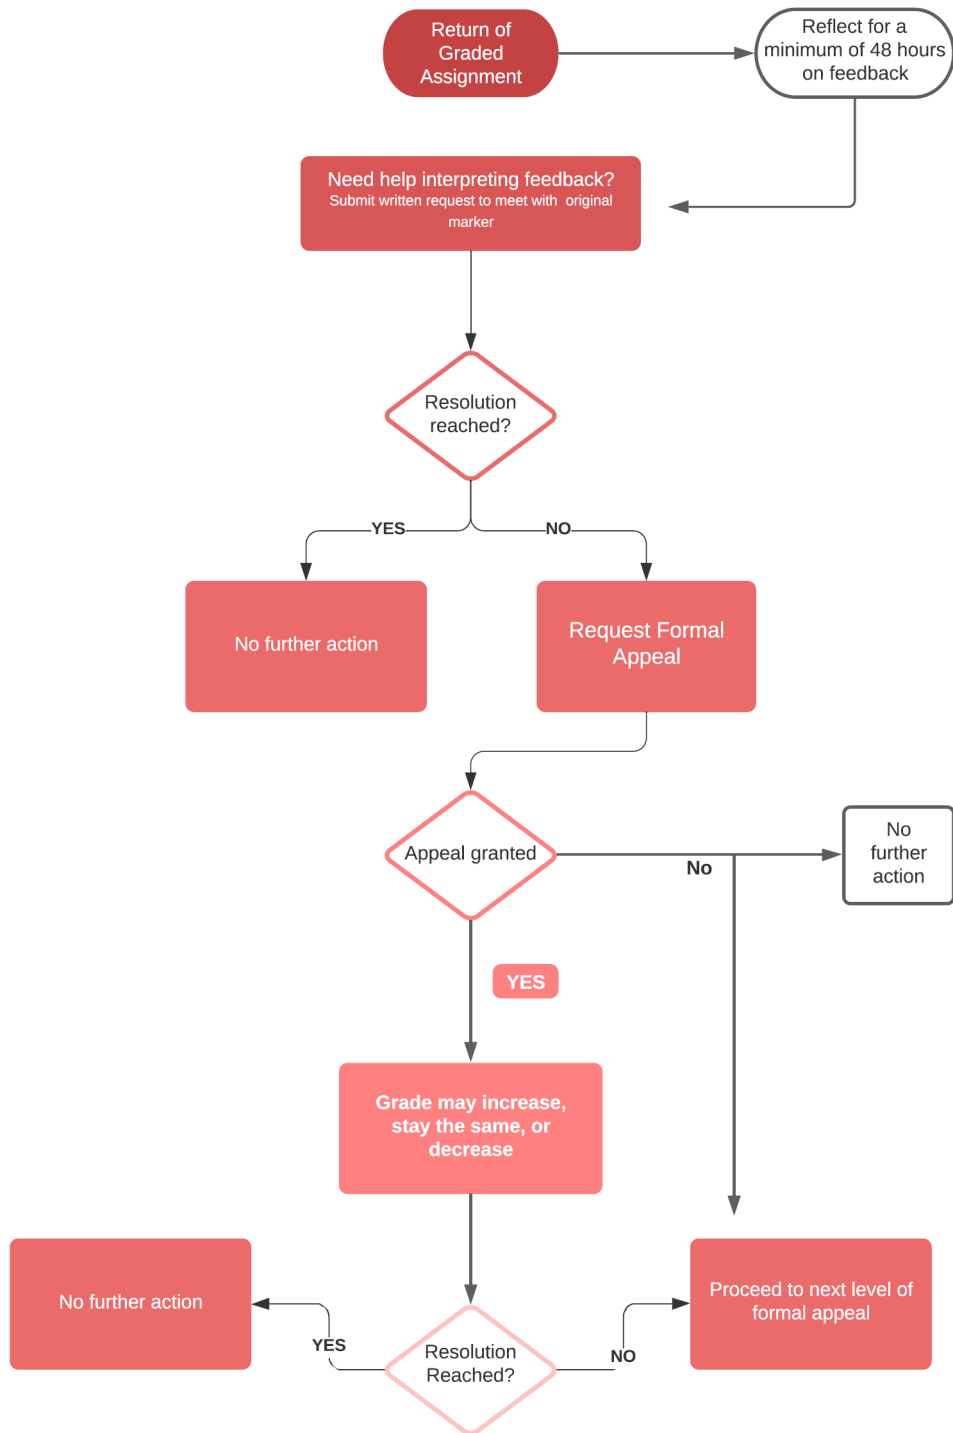 Return of
Graded
Assignment
Reflect for a
minimum of 48 hours
on feedback
Need help interpreting feedback?
Submit written request to meet with original
marker
Resolution
reached?
YES
NO
No further action
Request Formal
Appeal
Appeal granted
No
No
further
action
YES
Grade may increase,
stay the same, or
decrease
No further action
YES
Resolution
Reached?
NO
Proceed to next level of
formal appeal